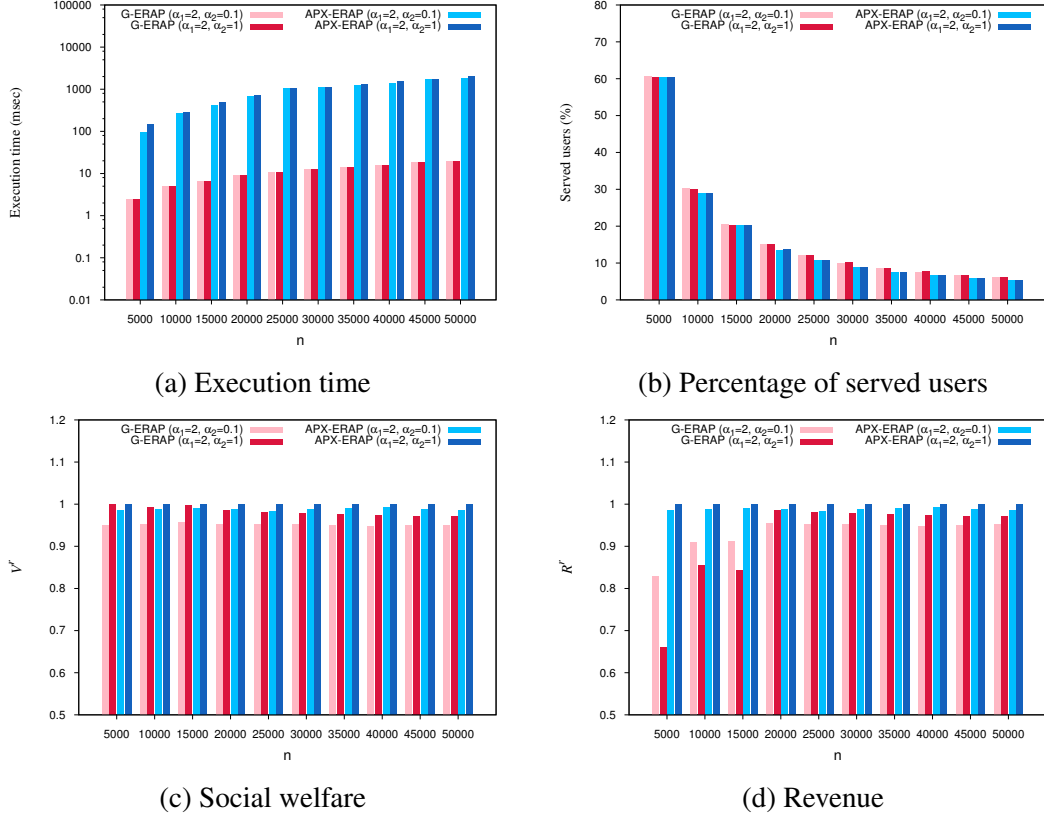 G-ERAP (α1=2, α2=0.1) APX-ERAP (α1=2, α2=0.1)
G-ERAP (α1=2, α2=1) APX-ERAP (α1=2, α2=1)
100000
10000
1000
100
10
1
0.1
0.01
Execution time (msec)
5000 10000 15000 20000 25000 30000 35000 40000 45000 50000
n
(a) Execution time
G-ERAP (α1=2, α2=0.1) APX-ERAP (α1=2, α2=0.1)
G-ERAP (α1=2, α2=1) APX-ERAP (α1=2, α2=1)
80
70
60
50
40
30
20
10
0
Served users (%)
5000 10000 15000 20000 25000 30000 35000 40000 45000 50000
n
(b) Percentage of served users
G-ERAP (α1=2, α2=0.1) APX-ERAP (α1=2, α2=0.1)
G-ERAP (α1=2, α2=1) APX-ERAP (α1=2, α2=1)
1.2
1.1
1
0.9
0.8
0.7
0.6
0.5
V^r
5000 10000 15000 20000 25000 30000 35000 40000 45000 50000
n
(c) Social welfare
G-ERAP (α1=2, α2=0.1) APX-ERAP (α1=2, α2=0.1)
G-ERAP (α1=2, α2=1) APX-ERAP (α1=2, α2=1)
1.2
1.1
1
0.9
0.8
0.7
0.6
0.5
R^r
5000 10000 15000 20000 25000 30000 35000 40000 45000 50000
n
(d) Revenue